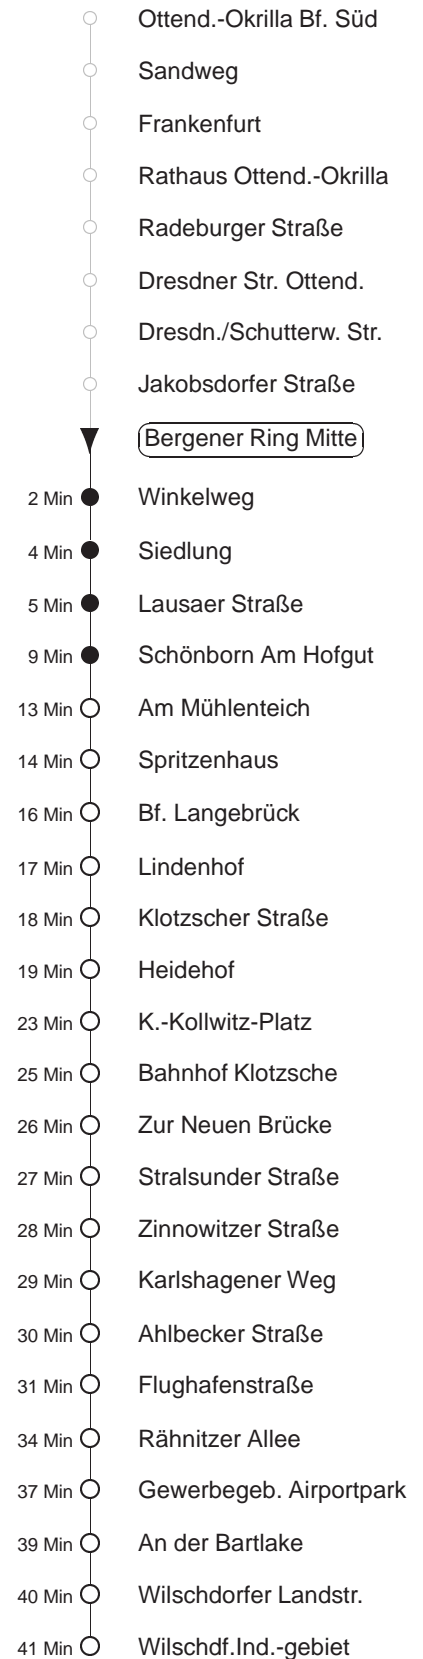 Ottend.-Okrilla Bf. Süd
Sandweg
Frankenfurt
Rathaus Ottend.-Okrilla
Radeburger Straße
Dresdner Str. Ottend.
Dresdn./Schutterw. Str.
Jakobsdorfer Straße
Bergener Ring Mitte
2 Min Winkelweg
4 Min Siedlung
5 Min Lausaer Straße
9 Min Schönborn Am Hofgut
13 Min Am Mühlenteich
14 Min Spritzenhaus
16 Min Bf. Langebrück
17 Min Lindenhof
18 Min Klotzscher Straße
19 Min Heidehof
23 Min K.-Kollwitz-Platz
25 Min Bahnhof Klotzsche
26 Min Zur Neuen Brücke
27 Min Stralsunder Straße
28 Min Zinnowitzer Straße
29 Min Karlshagener Weg
30 Min Ahlbecker Straße
31 Min Flughafenstraße
34 Min Rähnitzer Allee
37 Min Gewerbegeb. Airportpark
39 Min An der Bartlake
40 Min Wilschdorfer Landstr.
41 Min Wilschdf.Ind.-gebiet